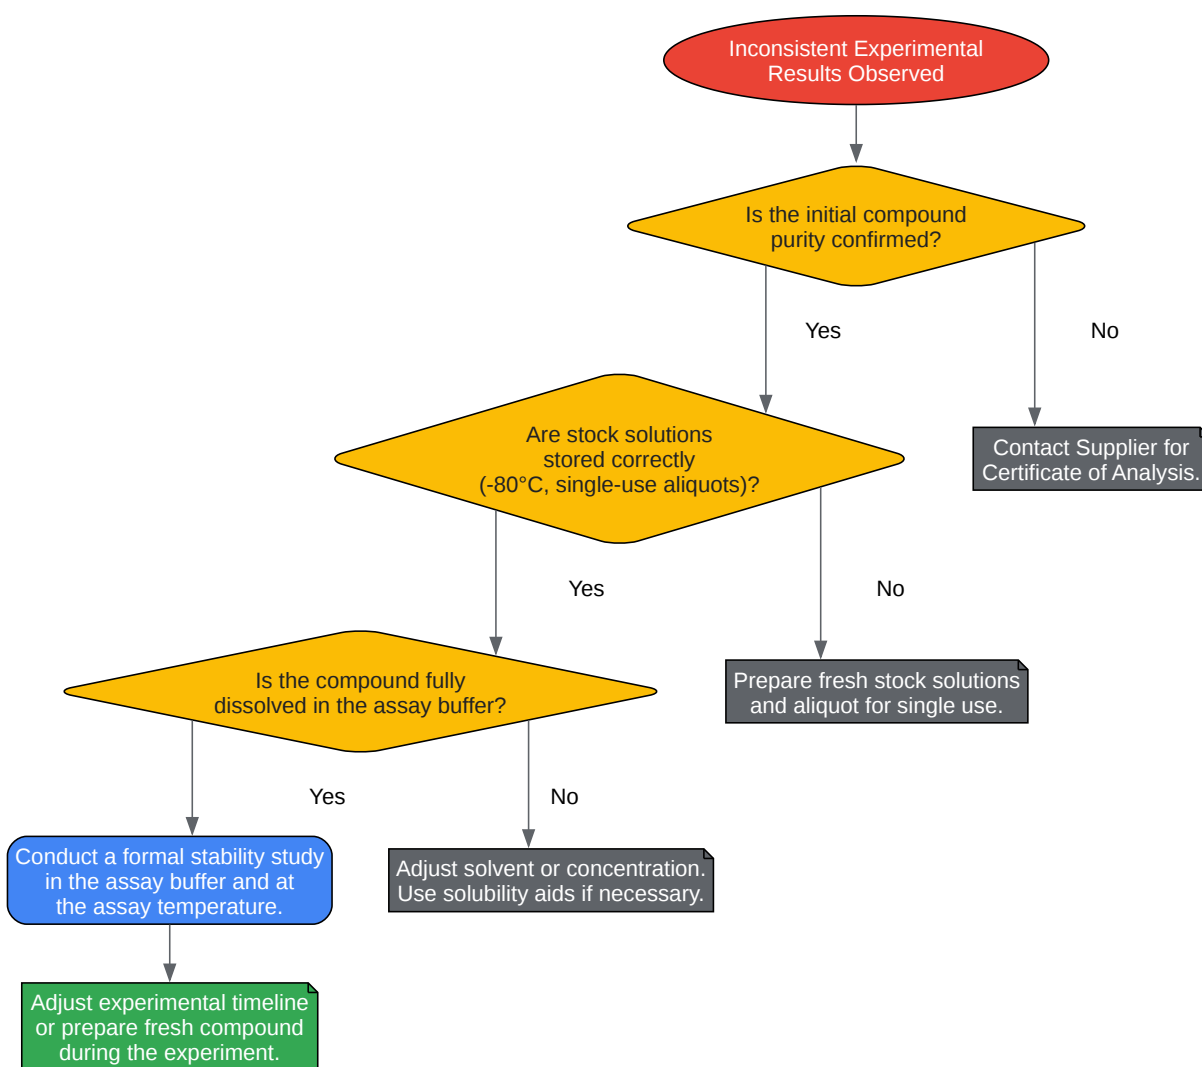 Inconsistent Experimental
Results Observed
Is the initial compound
purity confirmed?
Yes
No
Are stock solutions
stored correctly
(-80°C, single-use aliquots)?
Contact Supplier for
Certificate of Analysis.
Yes
No
Is the compound fully
dissolved in the assay buffer?
Prepare fresh stock solutions
and aliquot for single use.
Yes
No
Conduct a formal stability study
in the assay buffer and at
the assay temperature.
Adjust solvent or concentration.
Use solubility aids if necessary.
Adjust experimental timeline
or prepare fresh compound
during the experiment.